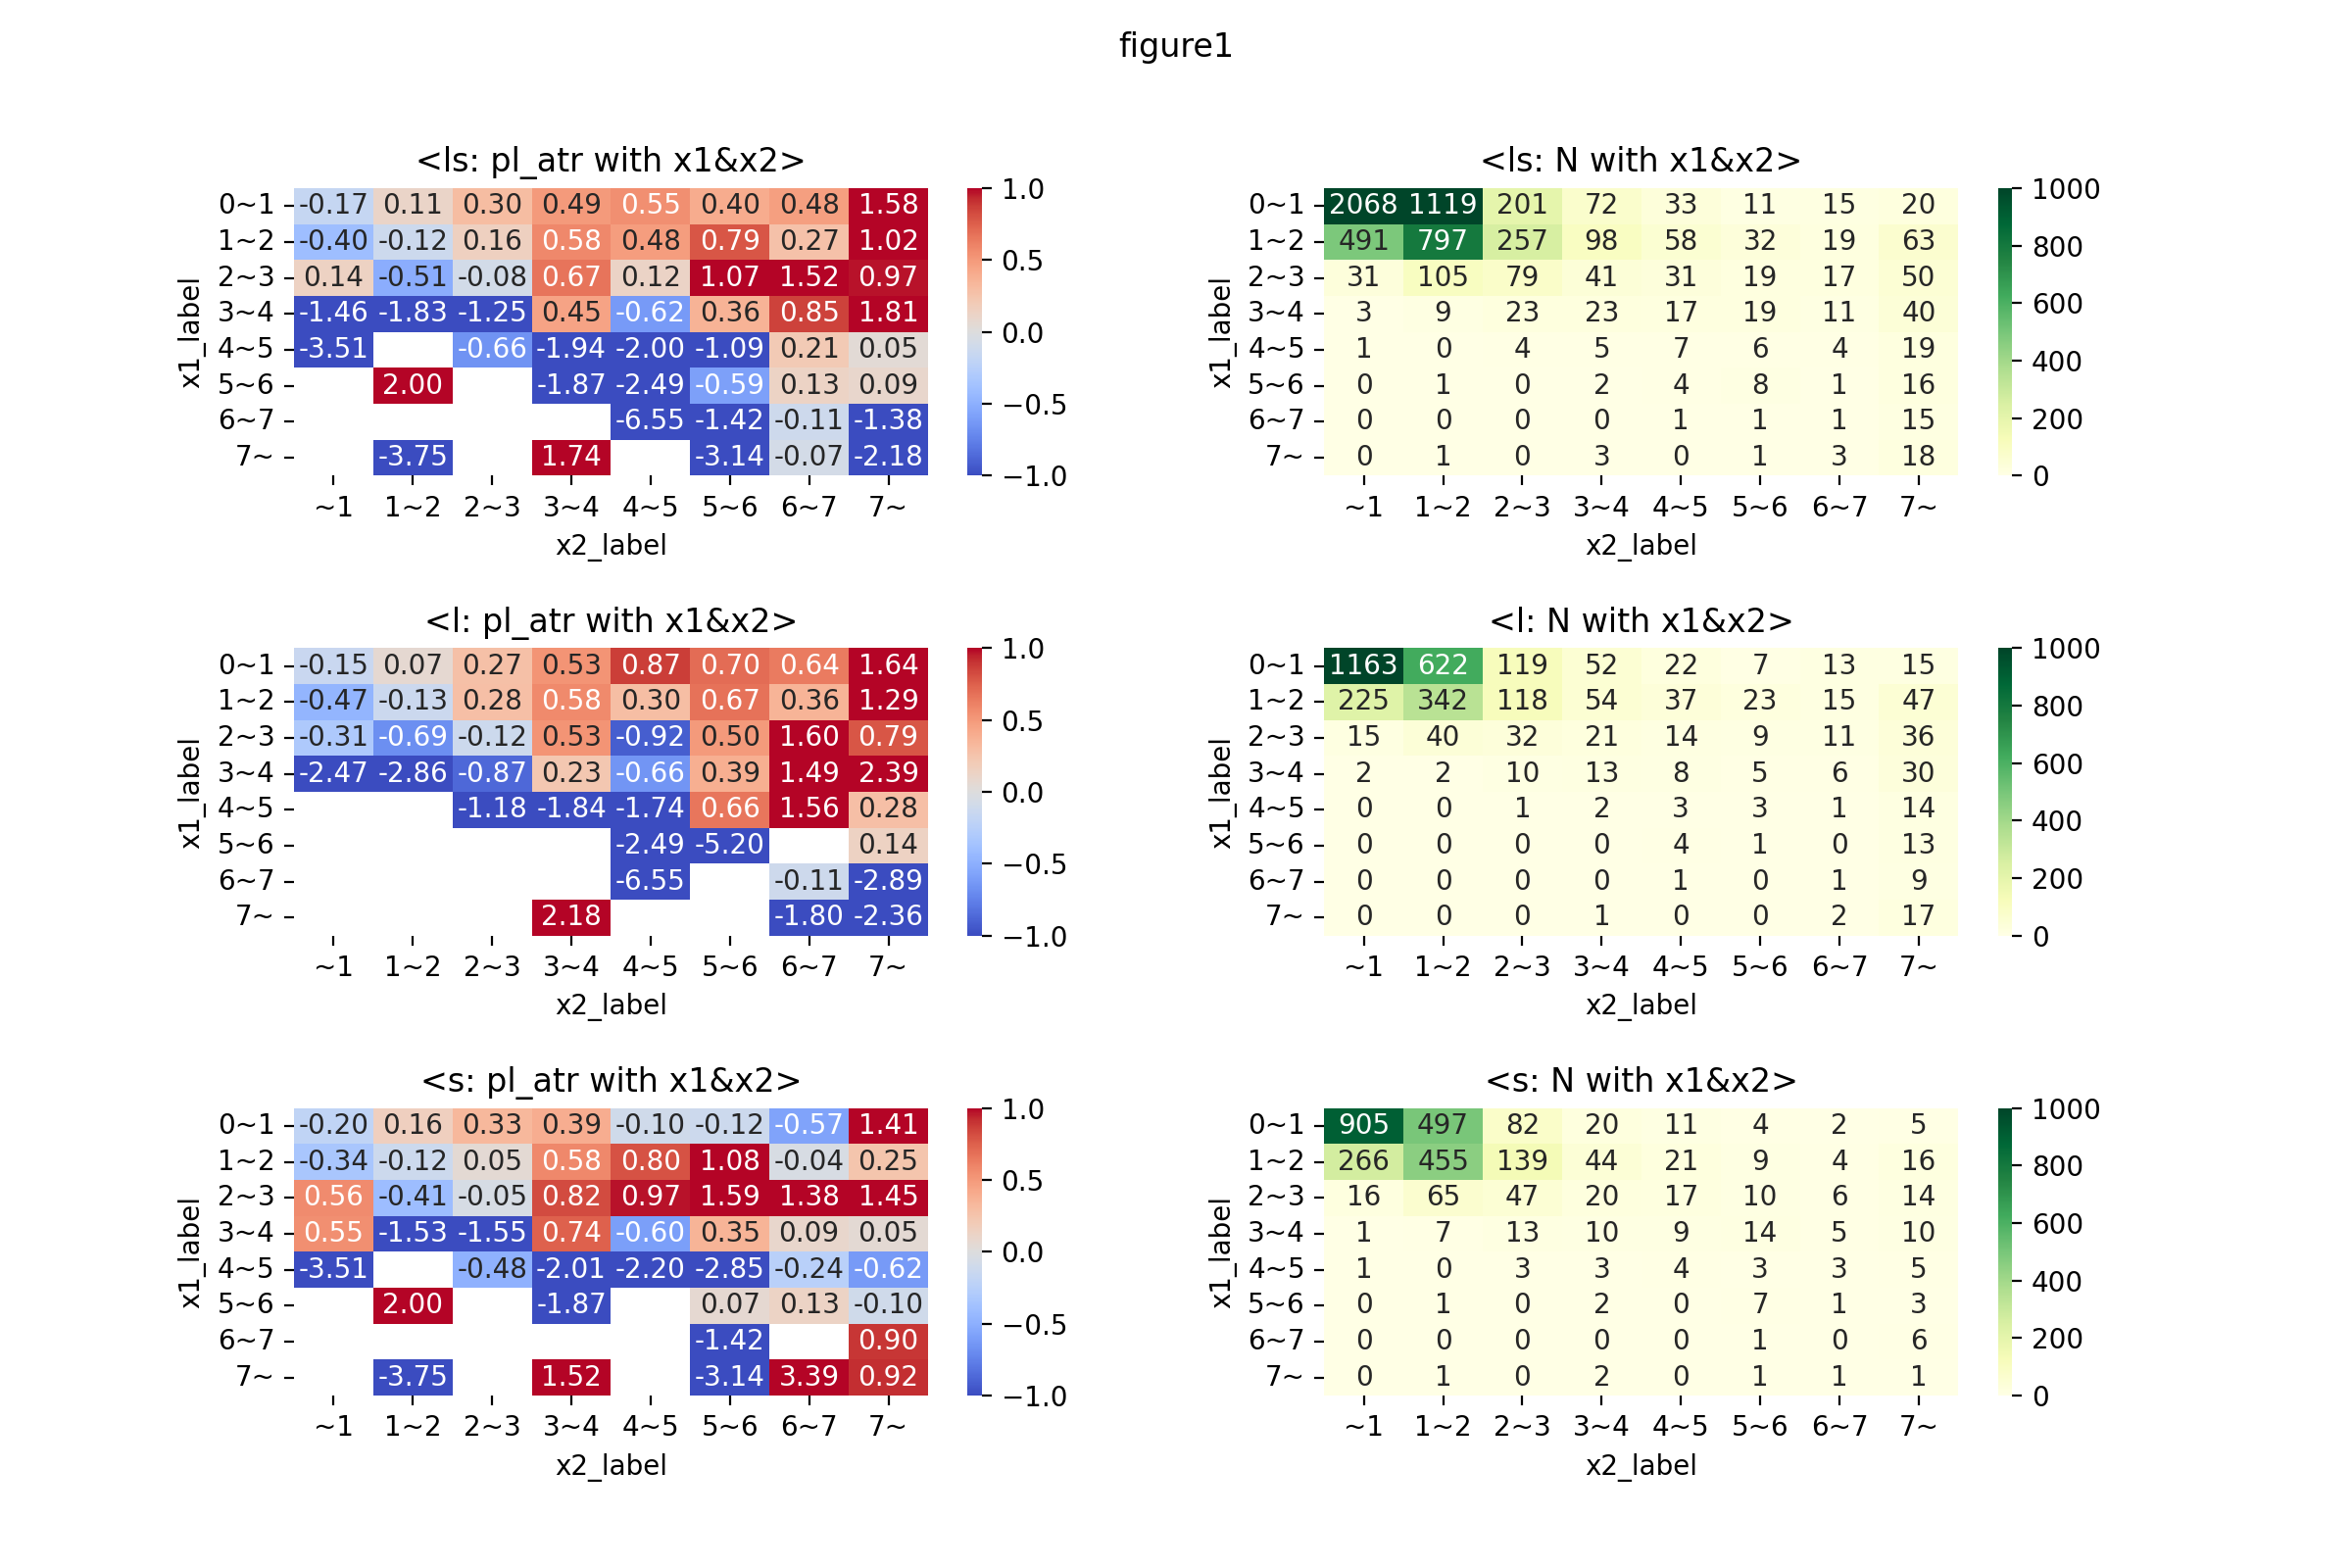 figure1
<ls: pl_atr with x1&x2>
0~1 -0.17 0.11 0.30 0.49 0.55 0.40 0.48 1.58
1~2 -0.40 -0.12 0.16 0.58 0.48 0.79 0.27 1.02
2~3 0.14 -0.51 -0.08 0.67 0.12 1.07 1.52 0.97
3~4 -1.46 -1.83 -1.25 0.45 -0.62 0.36 0.85 1.81
4~5 -3.51 -0.66 -1.94 -2.00 -1.09 0.21 0.05
5~6 2.00 -1.87 -2.49 -0.59 0.13 0.09
6~7 -6.55 -1.42 -0.11 -1.38
7~ -3.75 1.74 -3.14 -0.07 -2.18
~1 1~2 2~3 3~4 4~5 5~6 6~7 7~
x2_label
x1_label
1.0
0.5
0.0
−0.5
−1.0
<ls: N with x1&x2>
0~1 2068 1119 201 72 33 11 15 20
1~2 491 797 257 98 58 32 19 63
2~3 31 105 79 41 31 19 17 50
3~4 3 9 23 23 17 19 11 40
4~5 1 0 4 5 7 6 4 19
5~6 0 1 0 2 4 8 1 16
6~7 0 0 0 0 1 1 1 15
7~ 0 1 0 3 0 1 3 18
~1 1~2 2~3 3~4 4~5 5~6 6~7 7~
x2_label
x1_label
1000
800
600
400
200
0
<l: pl_atr with x1&x2>
0~1 -0.15 0.07 0.27 0.53 0.87 0.70 0.64 1.64
1~2 -0.47 -0.13 0.28 0.58 0.30 0.67 0.36 1.29
2~3 -0.31 -0.69 -0.12 0.53 -0.92 0.50 1.60 0.79
3~4 -2.47 -2.86 -0.87 0.23 -0.66 0.39 1.49 2.39
4~5 -1.18 -1.84 -1.74 0.66 1.56 0.28
5~6 -2.49 -5.20 0.14
6~7 -6.55 -0.11 -2.89
7~ 2.18 -1.80 -2.36
~1 1~2 2~3 3~4 4~5 5~6 6~7 7~
x2_label
x1_label
1.0
0.5
0.0
−0.5
−1.0
<l: N with x1&x2>
0~1 1163 622 119 52 22 7 13 15
1~2 225 342 118 54 37 23 15 47
2~3 15 40 32 21 14 9 11 36
3~4 2 2 10 13 8 5 6 30
4~5 0 0 1 2 3 3 1 14
5~6 0 0 0 0 4 1 0 13
6~7 0 0 0 0 1 0 1 9
7~ 0 0 0 1 0 0 2 17
~1 1~2 2~3 3~4 4~5 5~6 6~7 7~
x2_label
x1_label
1000
800
600
400
200
0
<s: pl_atr with x1&x2>
0~1 -0.20 0.16 0.33 0.39 -0.10 -0.12 -0.57 1.41
1~2 -0.34 -0.12 0.05 0.58 0.80 1.08 -0.04 0.25
2~3 0.56 -0.41 -0.05 0.82 0.97 1.59 1.38 1.45
3~4 0.55 -1.53 -1.55 0.74 -0.60 0.35 0.09 0.05
4~5 -3.51 -0.48 -2.01 -2.20 -2.85 -0.24 -0.62
5~6 2.00 -1.87 0.07 0.13 -0.10
6~7 -1.42 0.90
7~ -3.75 1.52 -3.14 3.39 0.92
~1 1~2 2~3 3~4 4~5 5~6 6~7 7~
x2_label
x1_label
1.0
0.5
0.0
−0.5
−1.0
<s: N with x1&x2>
0~1 905 497 82 20 11 4 2 5
1~2 266 455 139 44 21 9 4 16
2~3 16 65 47 20 17 10 6 14
3~4 1 7 13 10 9 14 5 10
4~5 1 0 3 3 4 3 3 5
5~6 0 1 0 2 0 7 1 3
6~7 0 0 0 0 0 1 0 6
7~ 0 1 0 2 0 1 1 1
~1 1~2 2~3 3~4 4~5 5~6 6~7 7~
x2_label
x1_label
1000
800
600
400
200
0